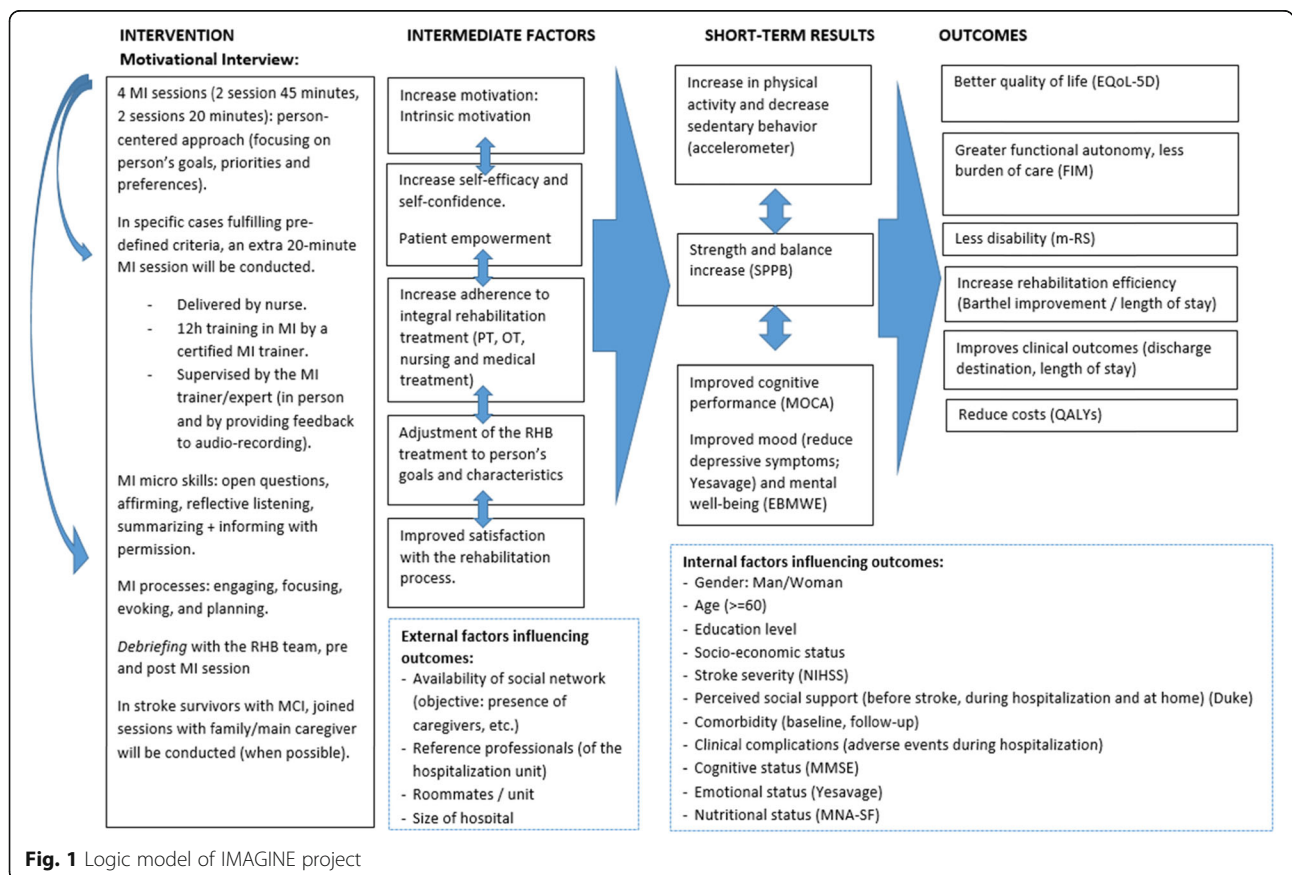 INTERVENTION
Motivational Interview:
4 MI sessions (2 session 45 minutes,
2 sessions 20 minutes): person-
centered approach (focusing on
person's goals, priorities and
preferences).
In specific cases fulfilling pre-
defined criteria, an extra 20-minute
MI session will be conducted.
- Delivered by nurse.
- 12h training in MI by a
certified MI trainer.
- Supervised by the MI
trainer/expert (in person
and by providing feedback
to audio-recording).
MI micro skills: open questions,
affirming, reflective listening,
summarizing + informing with
permission.
MI processes: engaging, focusing,
evoking, and planning.
Debriefing with the RHB team, pre
and post MI session
In stroke survivors with MCI, joined
sessions with family/main caregiver
will be conducted (when possible).
INTERMEDIATE FACTORS
Increase motivation:
Intrinsic motivation
Increase self-efficacy and
self-confidence.
Patient empowerment
Increase adherence to
integral rehabilitation
treatment (PT, OT,
nursing and medical
treatment)
Adjustment of the RHB
treatment to person's
goals and characteristics
Improved satisfaction
with the rehabilitation
process.
External factors influencing
outcomes:
- Availability of social network
(objective: presence of
caregivers, etc.)
- Reference professionals (of the
hospitalization unit)
- Roommates / unit
- Size of hospital
SHORT-TERM RESULTS
Increase in physical
activity and decrease
sedentary behavior
(accelerometer)
Strength and balance
increase (SPPB)
Improved cognitive
performance (MOCA)
Improved mood (reduce
depressive symptoms;
Yesavage) and mental
well-being (EBMWE)
OUTCOMES
Better quality of life (EQoL-5D)
Greater functional autonomy, less
burden of care (FIM)
Less disability (m-RS)
Increase rehabilitation efficiency
(Barthel improvement / length of stay)
Improves clinical outcomes (discharge
destination, length of stay)
Reduce costs (QALYs)
Internal factors influencing outcomes:
- Gender: Man/Woman
- Age (>=60)
- Education level
- Socio-economic status
- Stroke severity (NIHSS)
- Perceived social support (before stroke, during hospitalization and at home) (Duke)
- Comorbidity (baseline, follow-up)
- Clinical complications (adverse events during hospitalization)
- Cognitive status (MMSE)
- Emotional status (Yesavage)
- Nutritional status (MNA-SF)
Fig. 1 Logic model of IMAGINE project